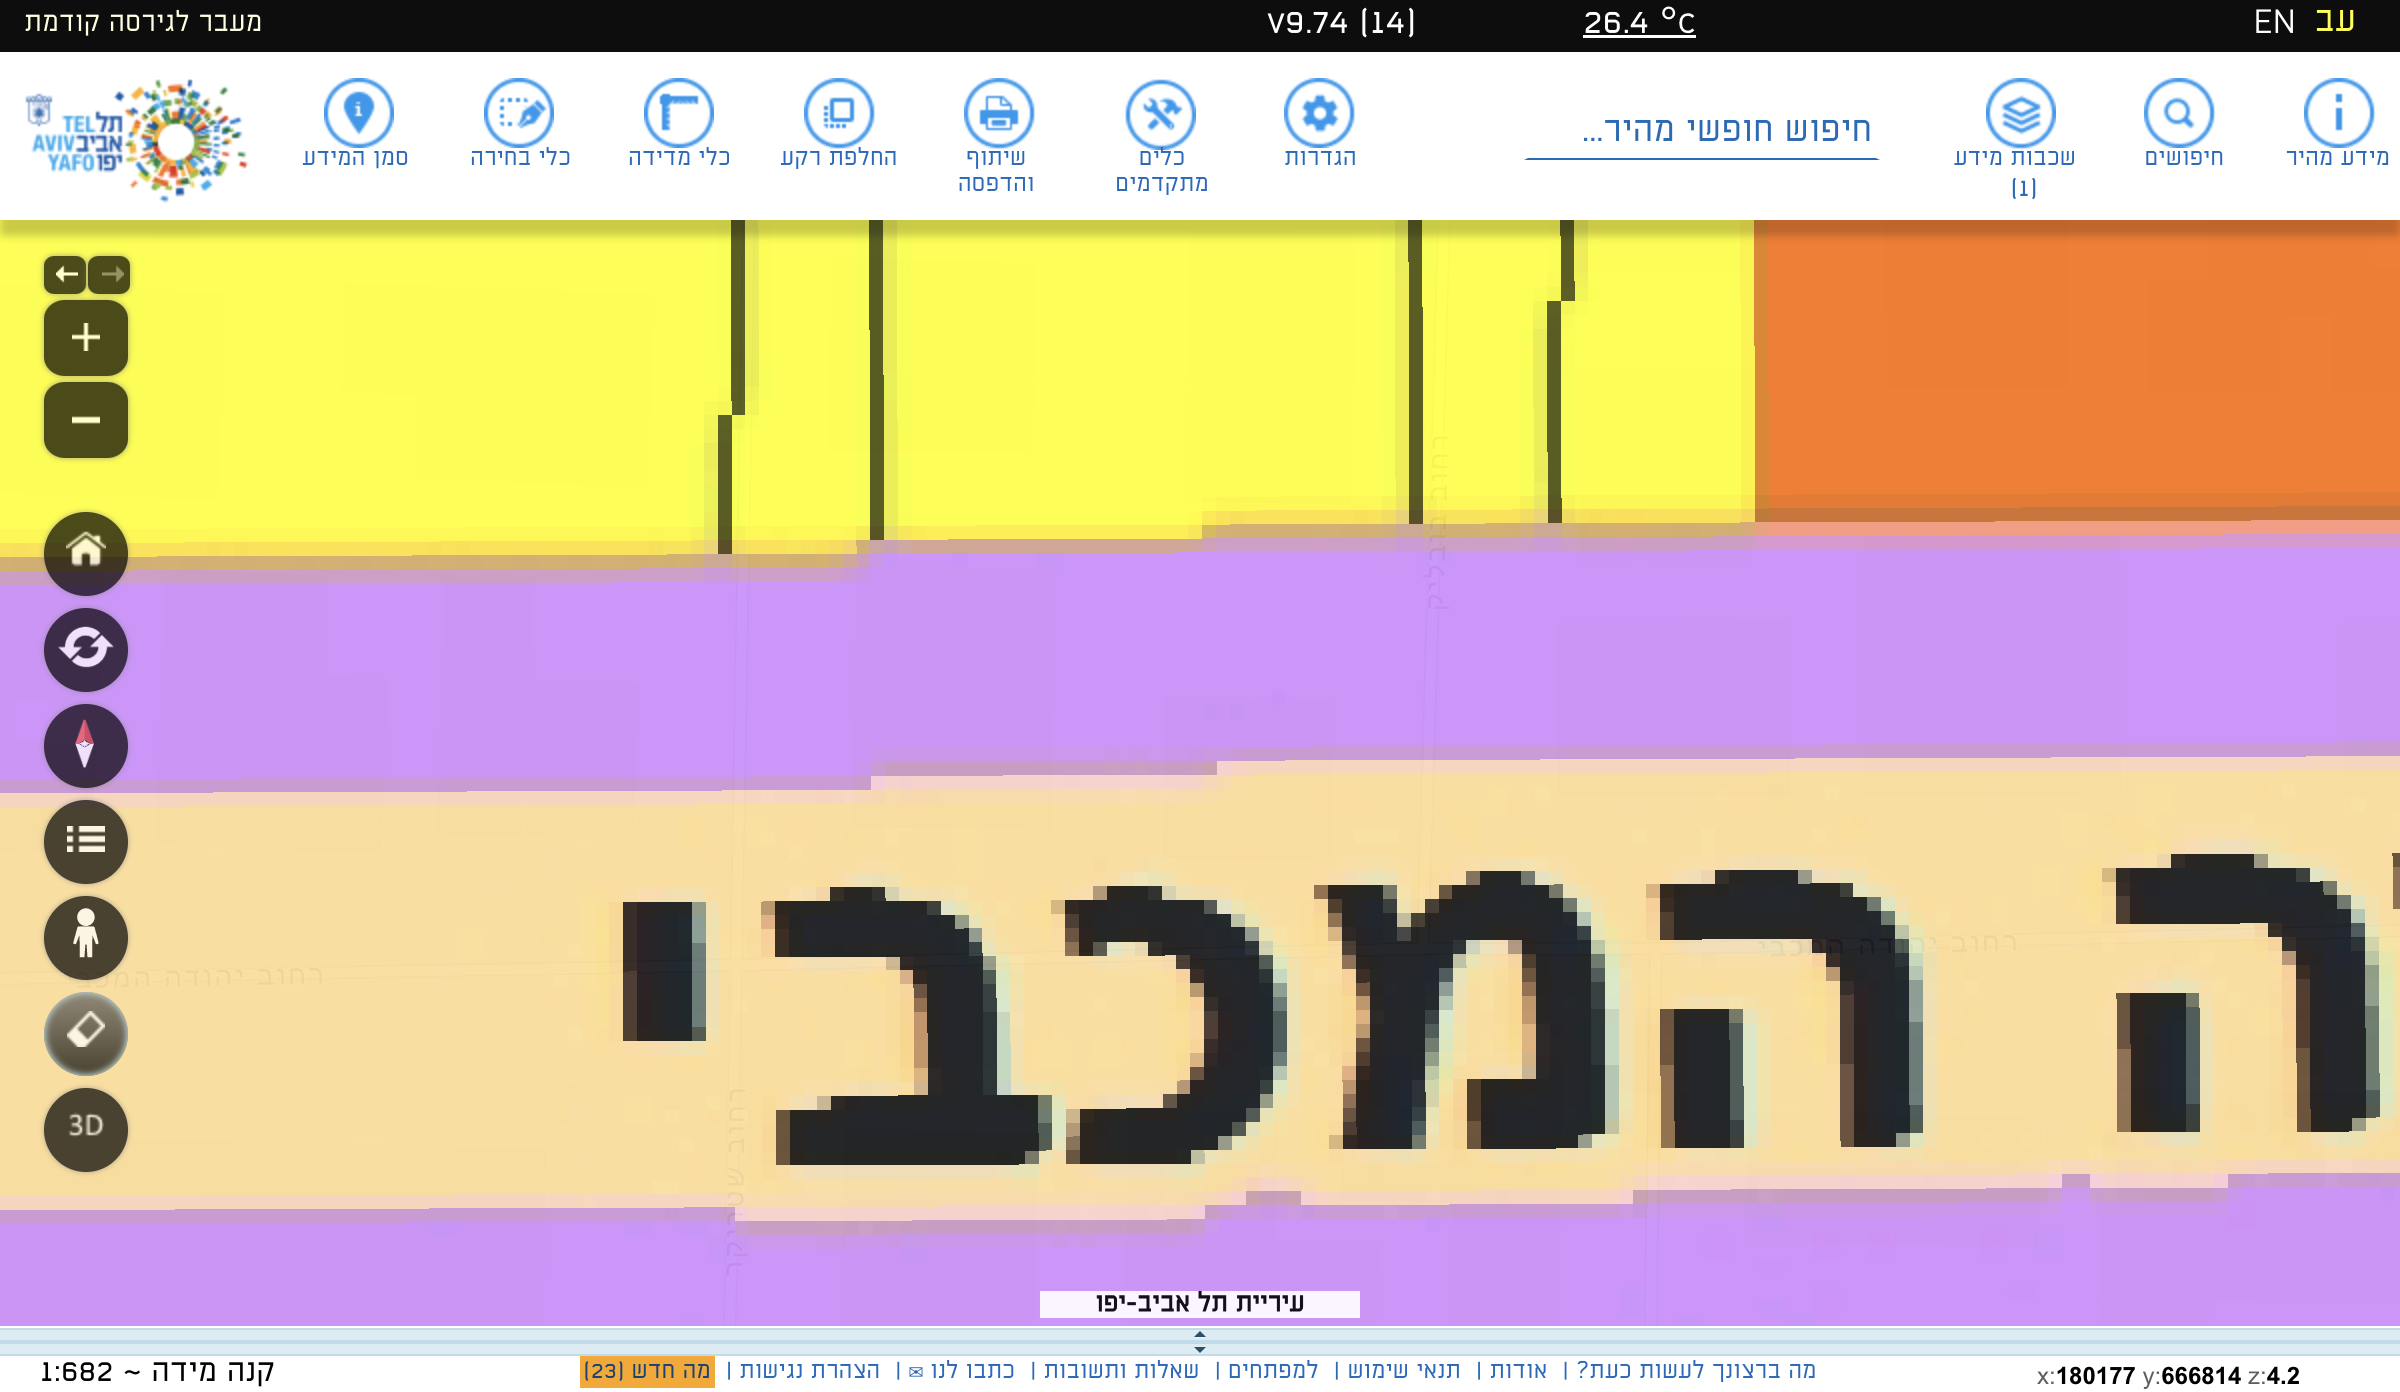 מעבר לגירסה קודמת
V9.74 (14)
26.4 °C
EN עב
תל TEL
אביב AVIV
יפו YAFO
סמן המידע
כלי בחירה
כלי מדידה
החלפת רקע
שיתוף והדפסה
כלים מתקדמים
הגדרות
חיפוש חופשי מהיר...
שכבות מידע (1)
חיפושים
מידע מהיר
רחוב ביאליק
רחוב יהודה המכבי
רחוב יהודה המכבי
ה המכבי
3D
עיריית תל אביב-יפו
קנה מידה ~ 1:682
מה ברצונך לעשות כעת? | אודות | תנאי שימוש | למפתחים | שאלות ותשובות | כתבו לנו ✉ | הצהרת נגישות | מה חדש (23)
x:180177 y:666814 z:4.2